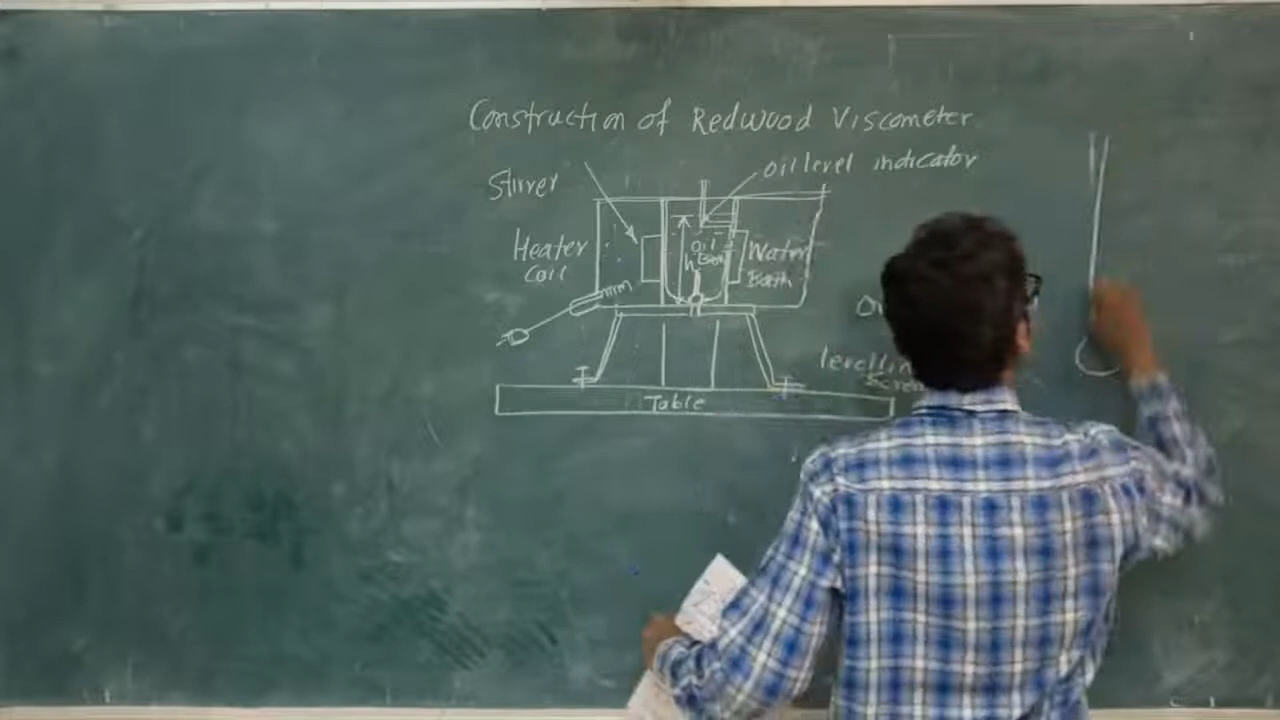 Construction of Redwood Viscometer
oil level indicator
Stirrer
Heater
Coil
oil
h
Water
Bath
levellin
Table